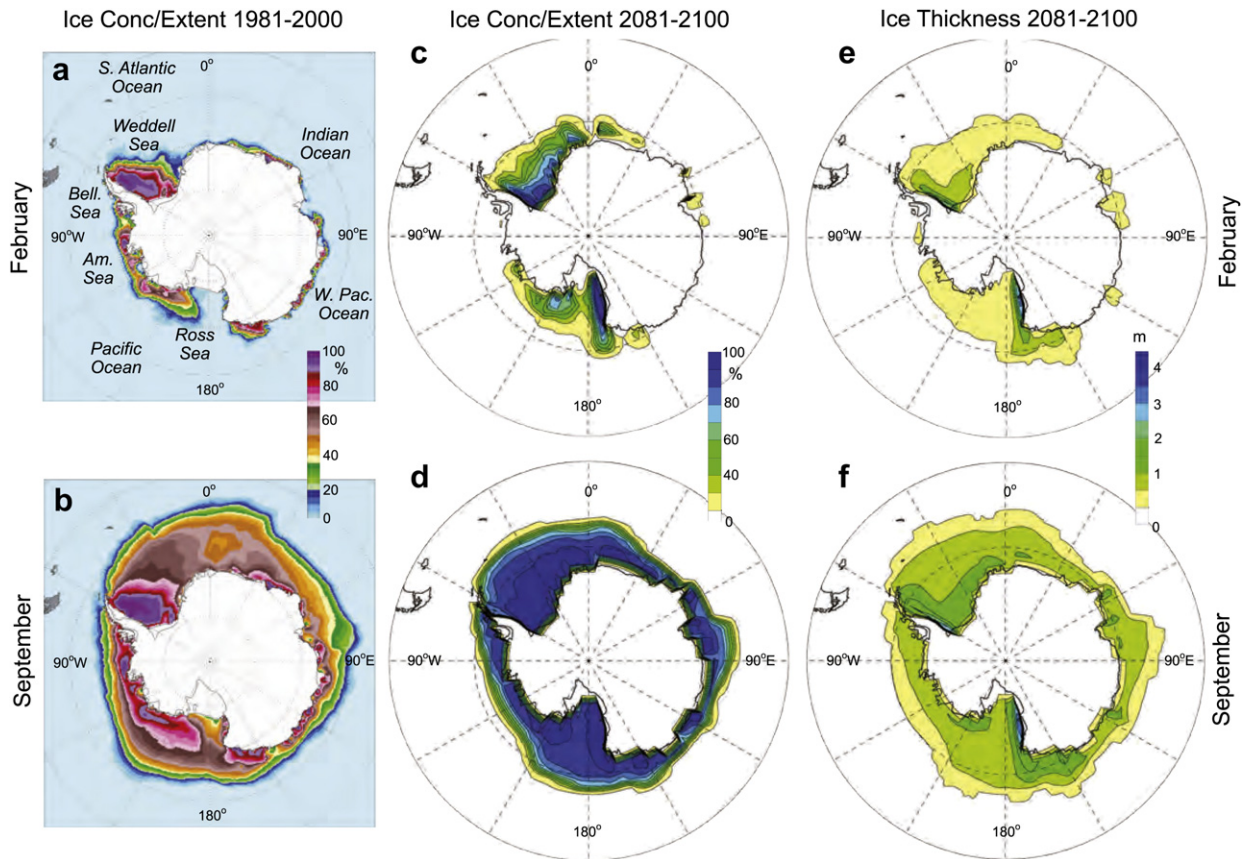 Ice Conc/Extent 1981-2000
Ice Conc/Extent 2081-2100
Ice Thickness 2081-2100
February
a
0°
S. Atlantic
Ocean
Weddell
Sea
Indian
Ocean
Bell.
Sea
90°W
90°E
Am.
Sea
W. Pac.
Ocean
Ross
Sea
Pacific
Ocean
180°
100
%
80
60
40
20
0
c
0°
90°W
90°E
180°
100
%
80
60
40
0
e
0°
90°W
90°E
180°
m
4
3
2
1
0
February
September
b
0°
90°W
90°E
180°
d
0°
90°W
90°E
180°
f
0°
90°W
90°E
180°
September